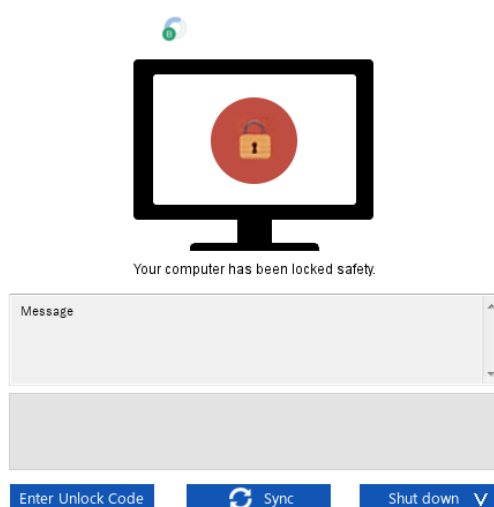 B
Your computer has been locked safety.
Message
Enter Unlock Code
Sync
Shut down